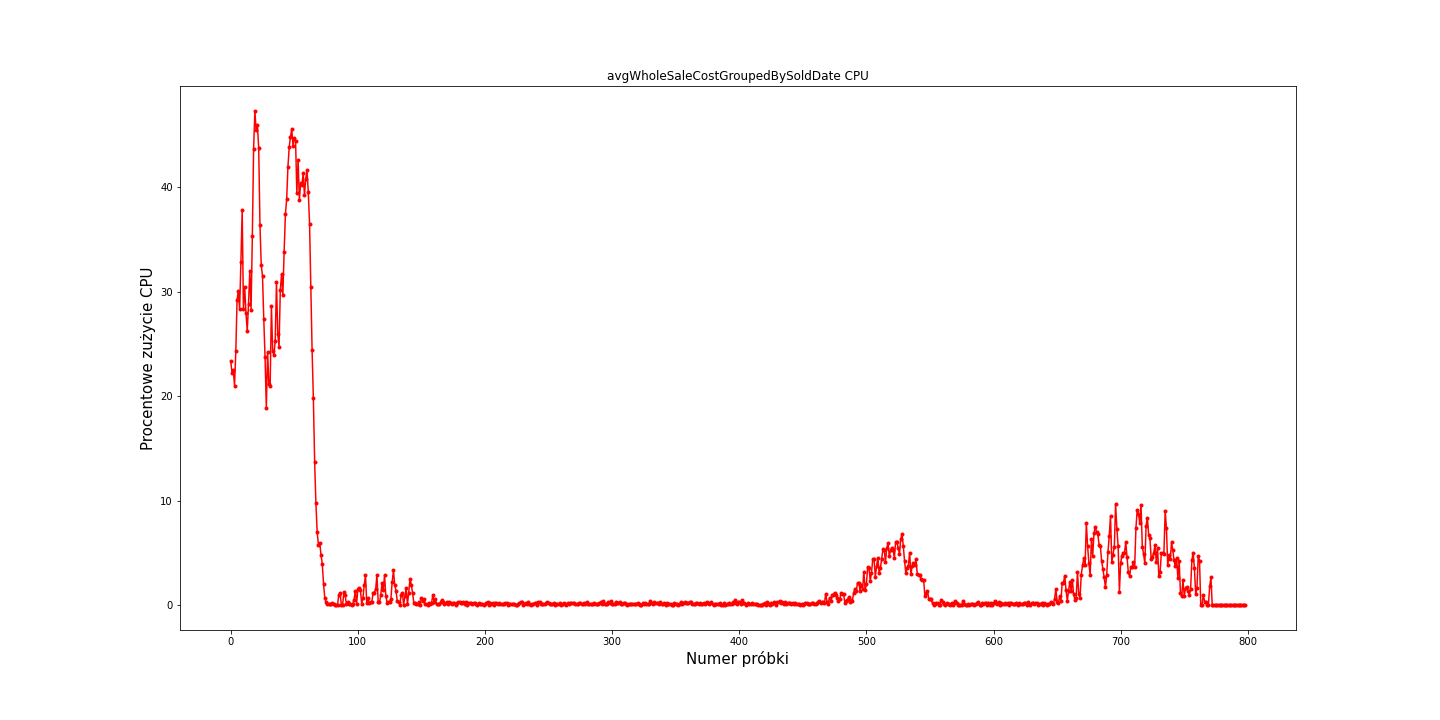 avgWholeSaleCostGroupedBySoldDate CPU
Procentowe zużycie CPU
40
30
20
10
0
0 100 200 300 400 500 600 700 800
Numer próbki